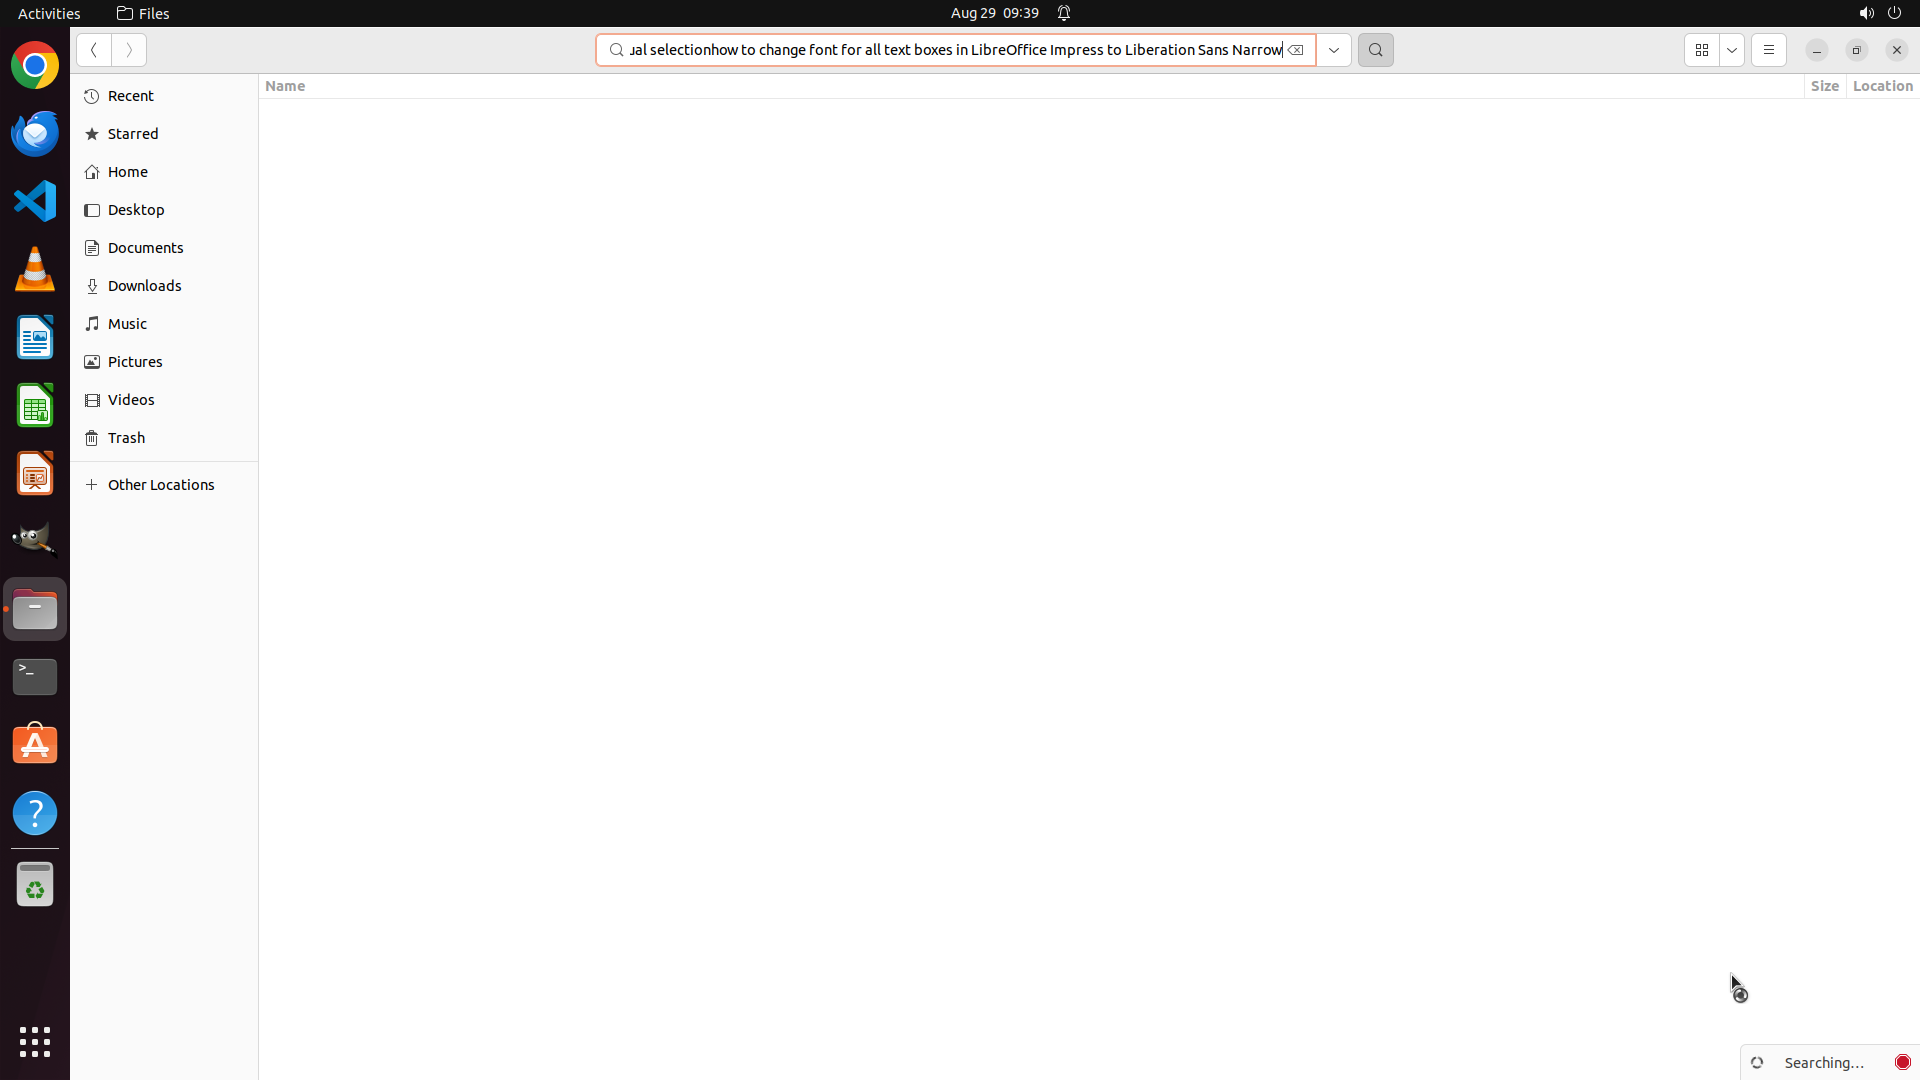 Activities
Files
Aug 29 09:39
ual selectionhow to change font for all text boxes in LibreOffice Impress to Liberation Sans Narrow
Name
Size
Location
Recent
Starred
Home
Desktop
Documents
Downloads
Music
Pictures
Videos
Trash
Other Locations
Searching…